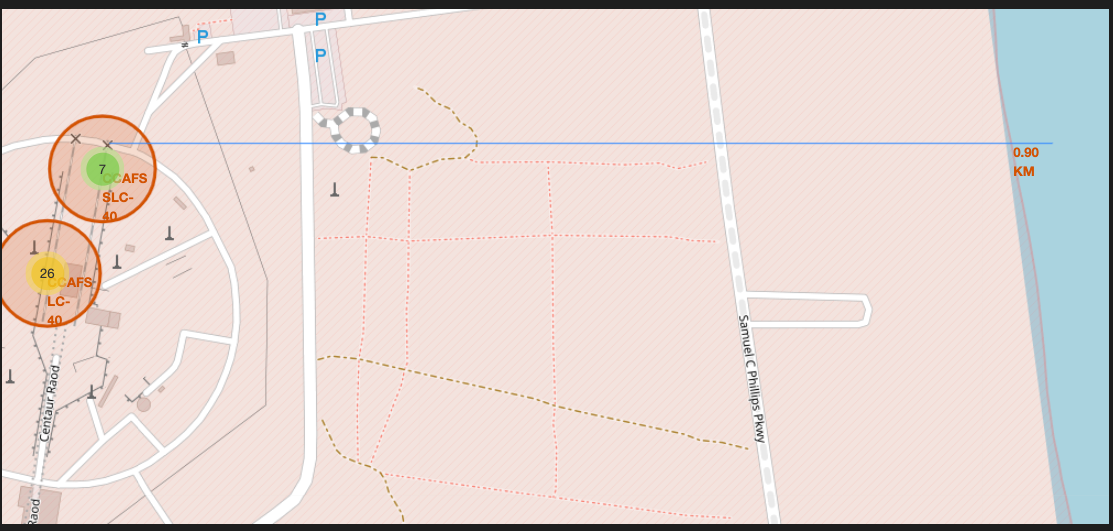 P
P
P
0.90
KM
7
CCAFS
SLC-
40
26
CCAFS
LC-
40
Samuel C Phillips Pkwy
Centaur Raod
Raod